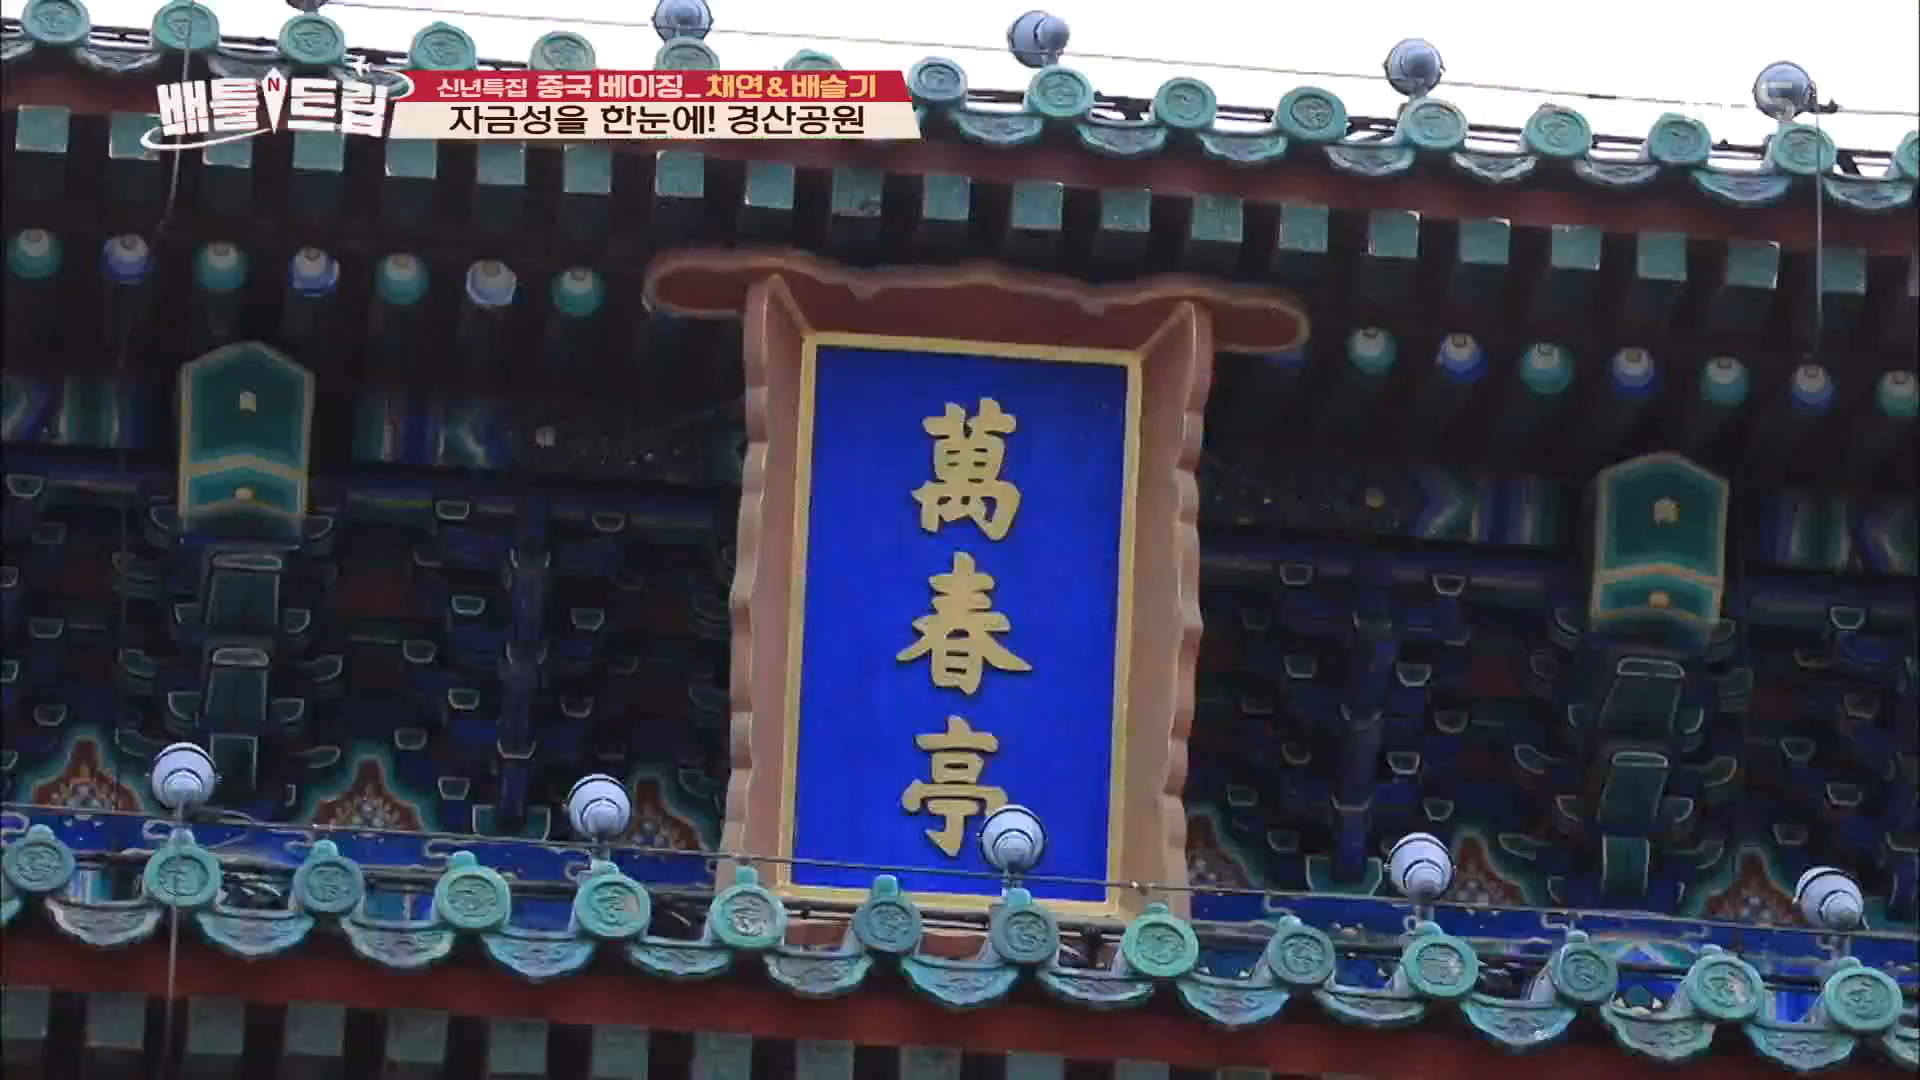 배틀트립
신년특집 중국 베이징_ 채연&배슬기
자금성을 한눈에! 경산공원
萬春亭